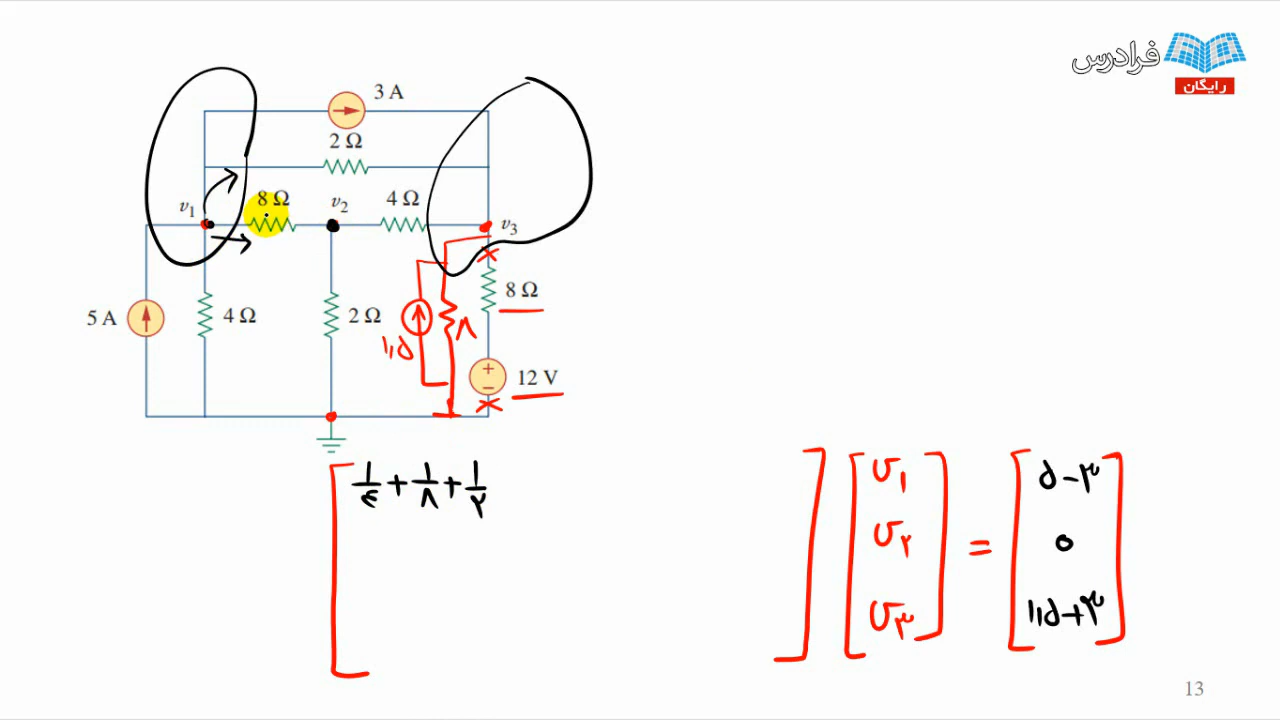 فرادرس
رایگان
3 A
2 Ω
v1 8 Ω v2 4 Ω v3
5 A 4 Ω 2 Ω ۱٫۵ ۸ 8 Ω
12 V
۱/۴ + ۱/۸ + ۱/۲ v۱ ۵-۳
v۲ = ۰
v۳ ۱٫۵+۳
13